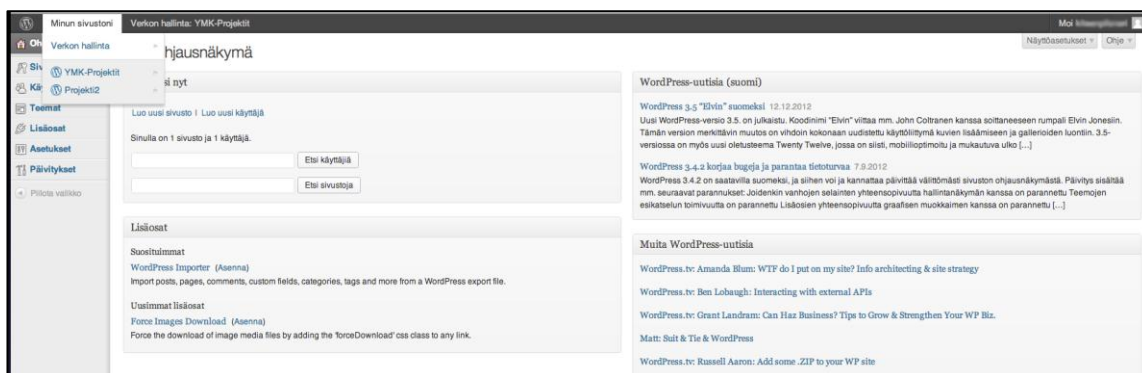 Minun sivustoni
Verkon hallinta: YMK-Projektit
Moi
Verkon hallinta
YMK-Projektit
Projekti2
Oh
Siv
Käy
Teemat
Lisäosat
Asetukset
Päivitykset
Piilota valikko
Näyttöasetukset
Ohje
hjausnäkymä
si nyt
Luo uusi sivusto | Luo uusi käyttäjä
Sinulla on 1 sivusto ja 1 käyttäjä.
Etsi käyttäjiä
Etsi sivustoja
Lisäosat
Suosituimmat
WordPress Importer (Asenna)
Import posts, pages, comments, custom fields, categories, tags and more from a WordPress export file.
Uusimmat lisäosat
Force Images Download (Asenna)
Force the download of image media files by adding the 'forceDownload' css class to any link.
WordPress-uutisia (suomi)
WordPress 3.5 "Elvin" suomeksi 12.12.2012
Uusi WordPress-versio 3.5. on julkaistu. Koodinimi "Elvin" viittaa mm. John Coltranen kanssa soittaneeseen rumpali Elvin Jonesiin.
Tämän version merkittävin muutos on vihdoin kokonaan uudistettu käyttöliittymä kuvien lisäämiseen ja gallerioiden luontiin. 3.5-
versiossa on myös uusi oletusteema Twenty Twelve, jossa on siisti, mobiilioptimoitu ja mukautuva ulko [...]
WordPress 3.4.2 korjaa bugeja ja parantaa tietoturvaa 7.9.2012
WordPress 3.4.2 on saatavilla suomeksi, ja siihen voi ja kannattaa päivittää välittömästi sivuston ohjausnäkymästä. Päivitys sisältää
mm. seuraavat parannukset: Joidenkin vanhojen selainten yhteensopivuutta hallintanäkymän kanssa on parannettu Teemojen
esikatselun toimivuutta on parannettu Lisäosien yhteensopivuutta graafisen muokkaimen kanssa on parannettu [...]
Muita WordPress-uutisia
WordPress.tv: Amanda Blum: WTF do I put on my site? Info architecting & site strategy
WordPress.tv: Ben Lobaugh: Interacting with external APIs
WordPress.tv: Grant Landram: Can Haz Business? Tips to Grow & Strengthen Your WP Biz.
Matt: Suit & Tie & WordPress
WordPress.tv: Russell Aaron: Add some .ZIP to your WP site